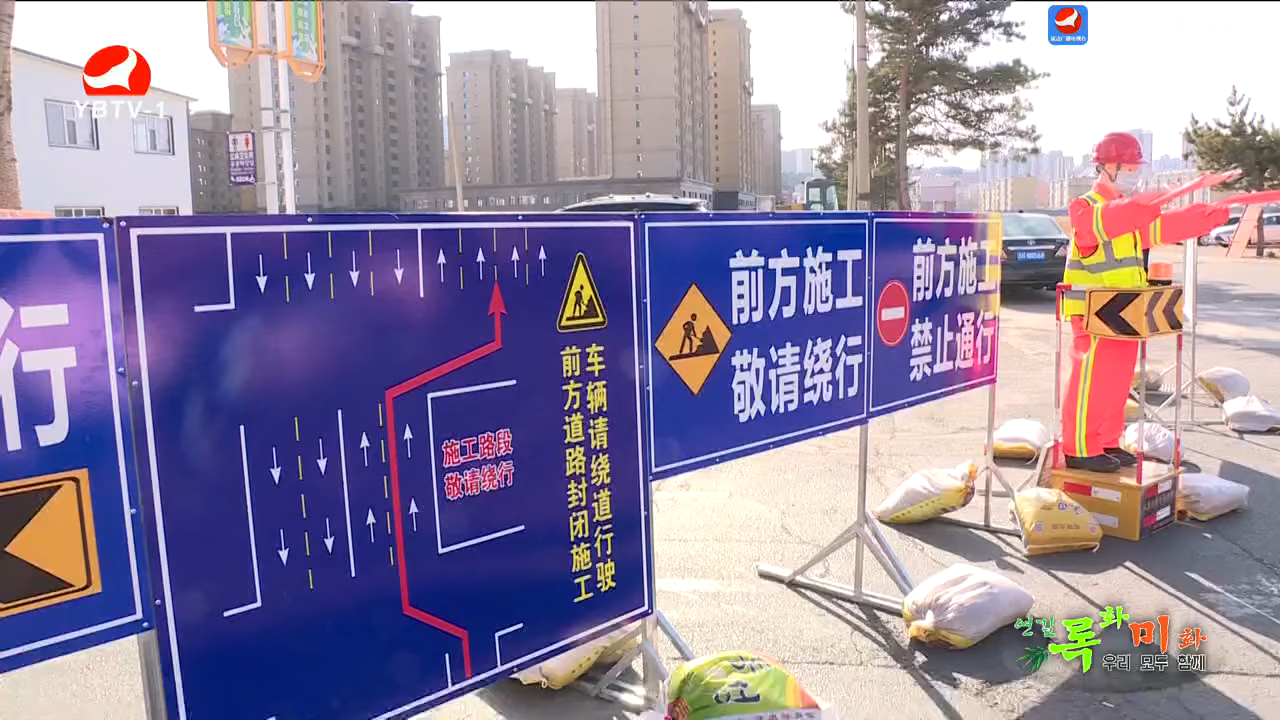 YBTV-1
行
施工路段
敬请绕行
车辆请绕道行驶
前方道路封闭施工
前方施工
敬请绕行
前方施工
禁止通行
연길
록화미화
우리 모두 함께